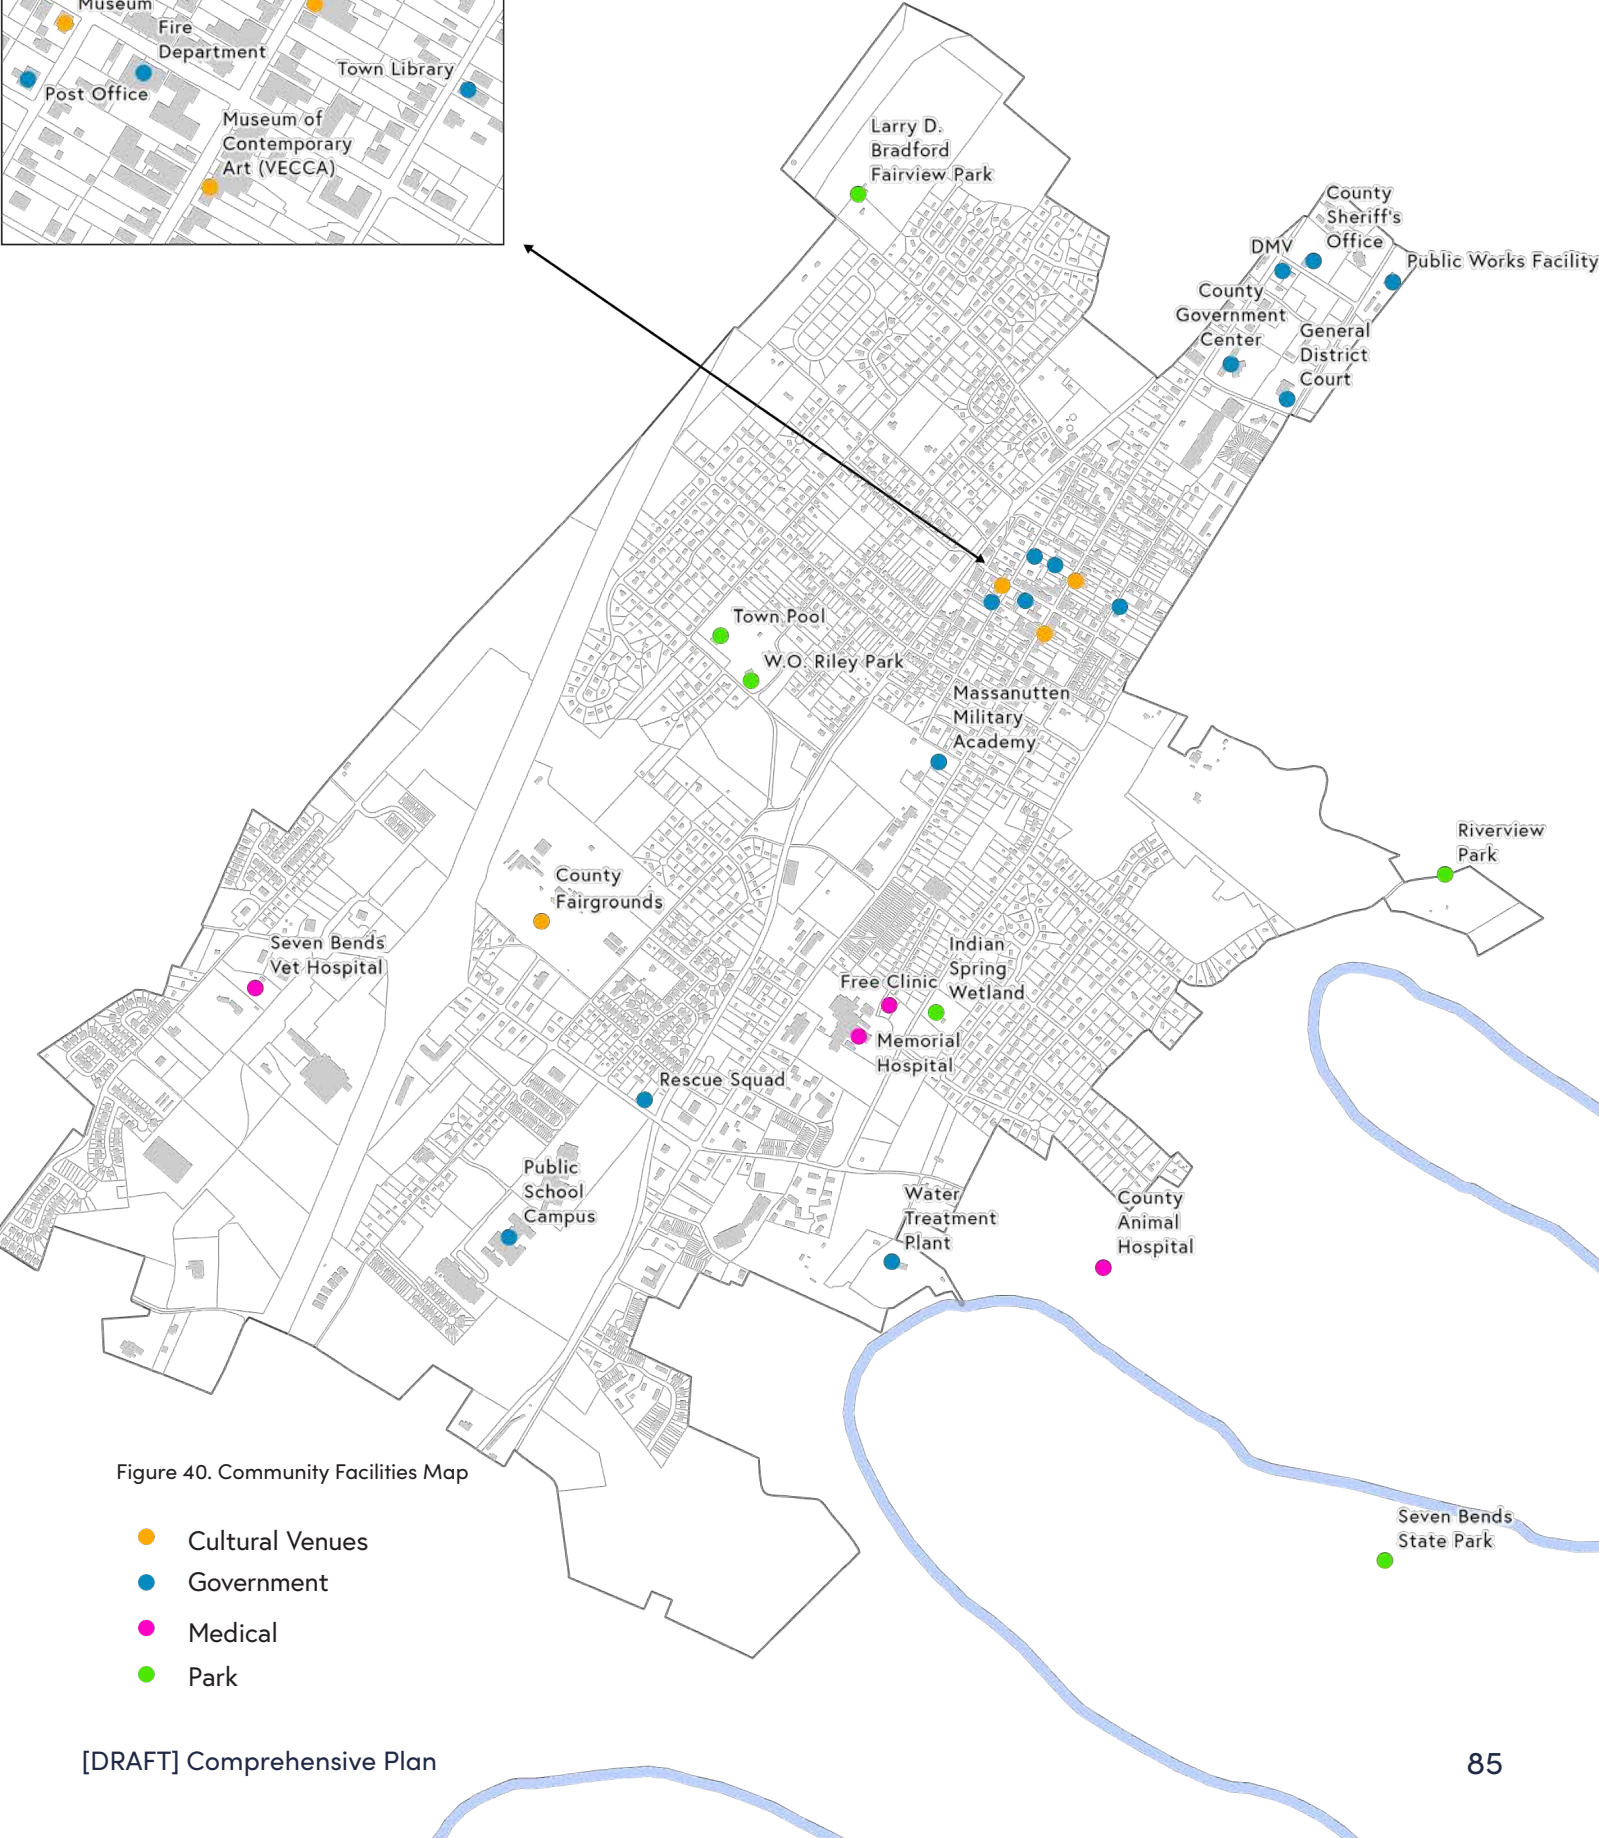 Museum
Fire
Department
Town Library
Post Office
Museum of
Contemporary
Art (VECCA)
Larry D.
Bradford
Fairview Park
County
Sheriff's
Office
DMV
Public Works Facility
County
Government
Center
General
District
Court
Town Pool
W.O. Riley Park
Massanutten
Military
Academy
Riverview
Park
County
Fairgrounds
Seven Bends
Vet Hospital
Indian
Spring
Wetland
Free Clinic
Memorial
Hospital
Rescue Squad
Public
School
Campus
Water
Treatment
Plant
County
Animal
Hospital
Figure 40. Community Facilities Map
Cultural Venues
Government
Medical
Park
Seven Bends
State Park
[DRAFT] Comprehensive Plan
85